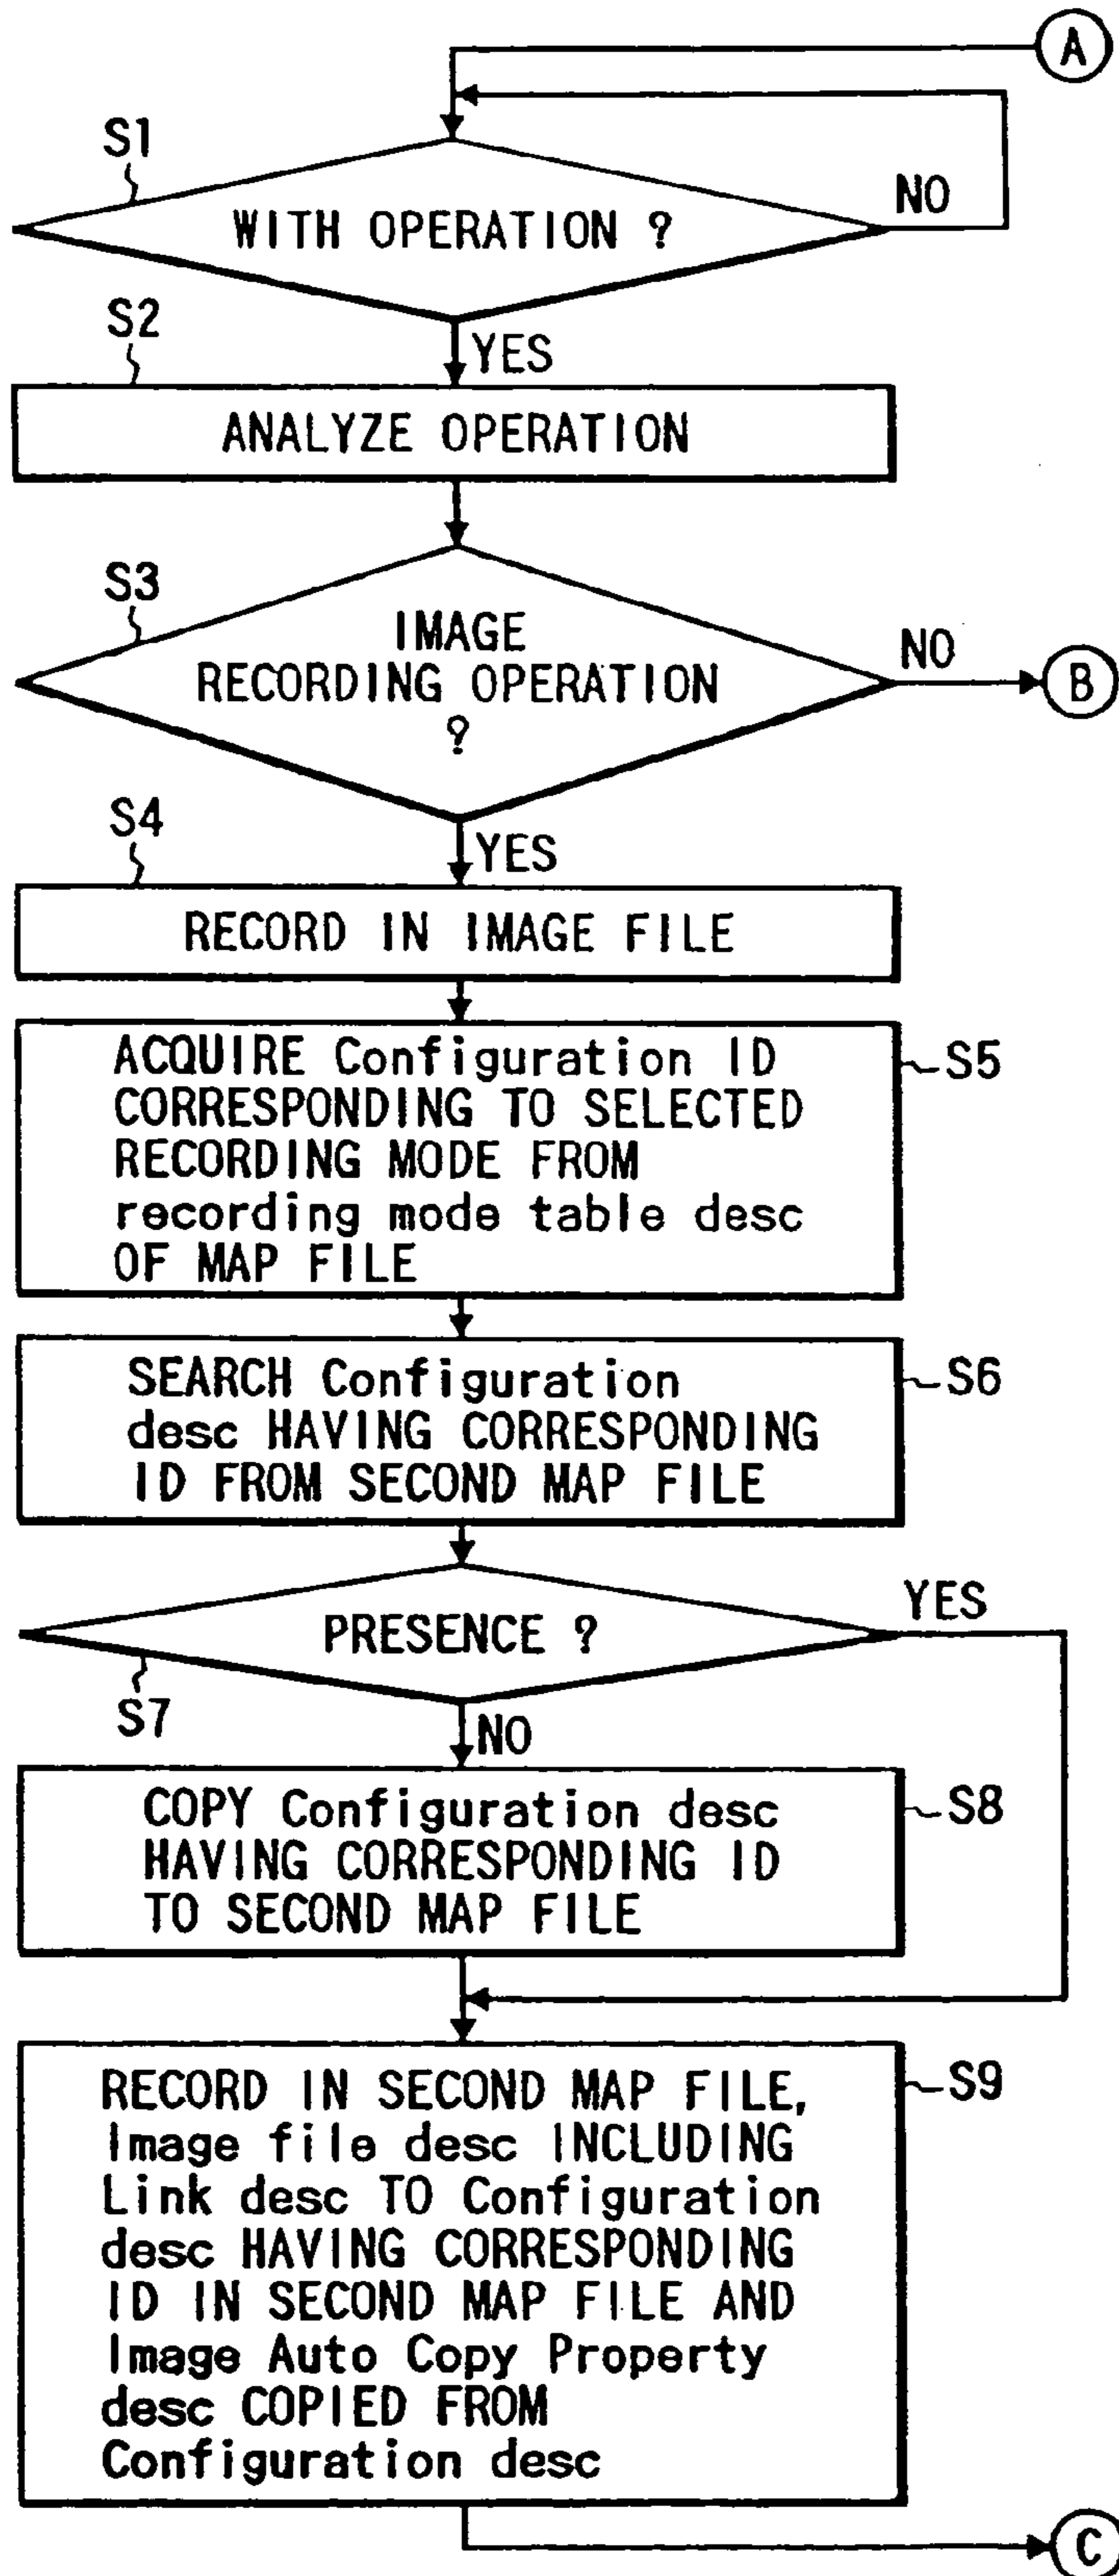 A
S1
WITH OPERATION ?
NO
S2
YES
ANALYZE OPERATION
S3
IMAGE
RECORDING OPERATION
?
NO
B
S4
YES
RECORD IN IMAGE FILE
ACQUIRE Configuration ID
CORRESPONDING TO SELECTED
RECORDING MODE FROM
recording mode table desc
OF MAP FILE
S5
SEARCH Configuration
desc HAVING CORRESPONDING
ID FROM SECOND MAP FILE
S6
PRESENCE ?
YES
S7
NO
COPY Configuration desc
HAVING CORRESPONDING ID
TO SECOND MAP FILE
S8
RECORD IN SECOND MAP FILE,
Image file desc INCLUDING
Link desc TO Configuration
desc HAVING CORRESPONDING
ID IN SECOND MAP FILE AND
Image Auto Copy Property
desc COPIED FROM
Configuration desc
S9
C